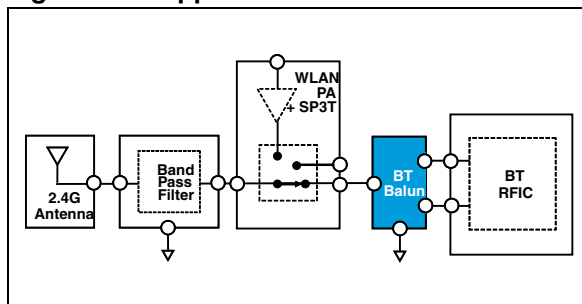 WLAN
PA
+ SP3T
2.4G
Antenna
Band
Pass
Filter
BT
Balun
BT
RFIC